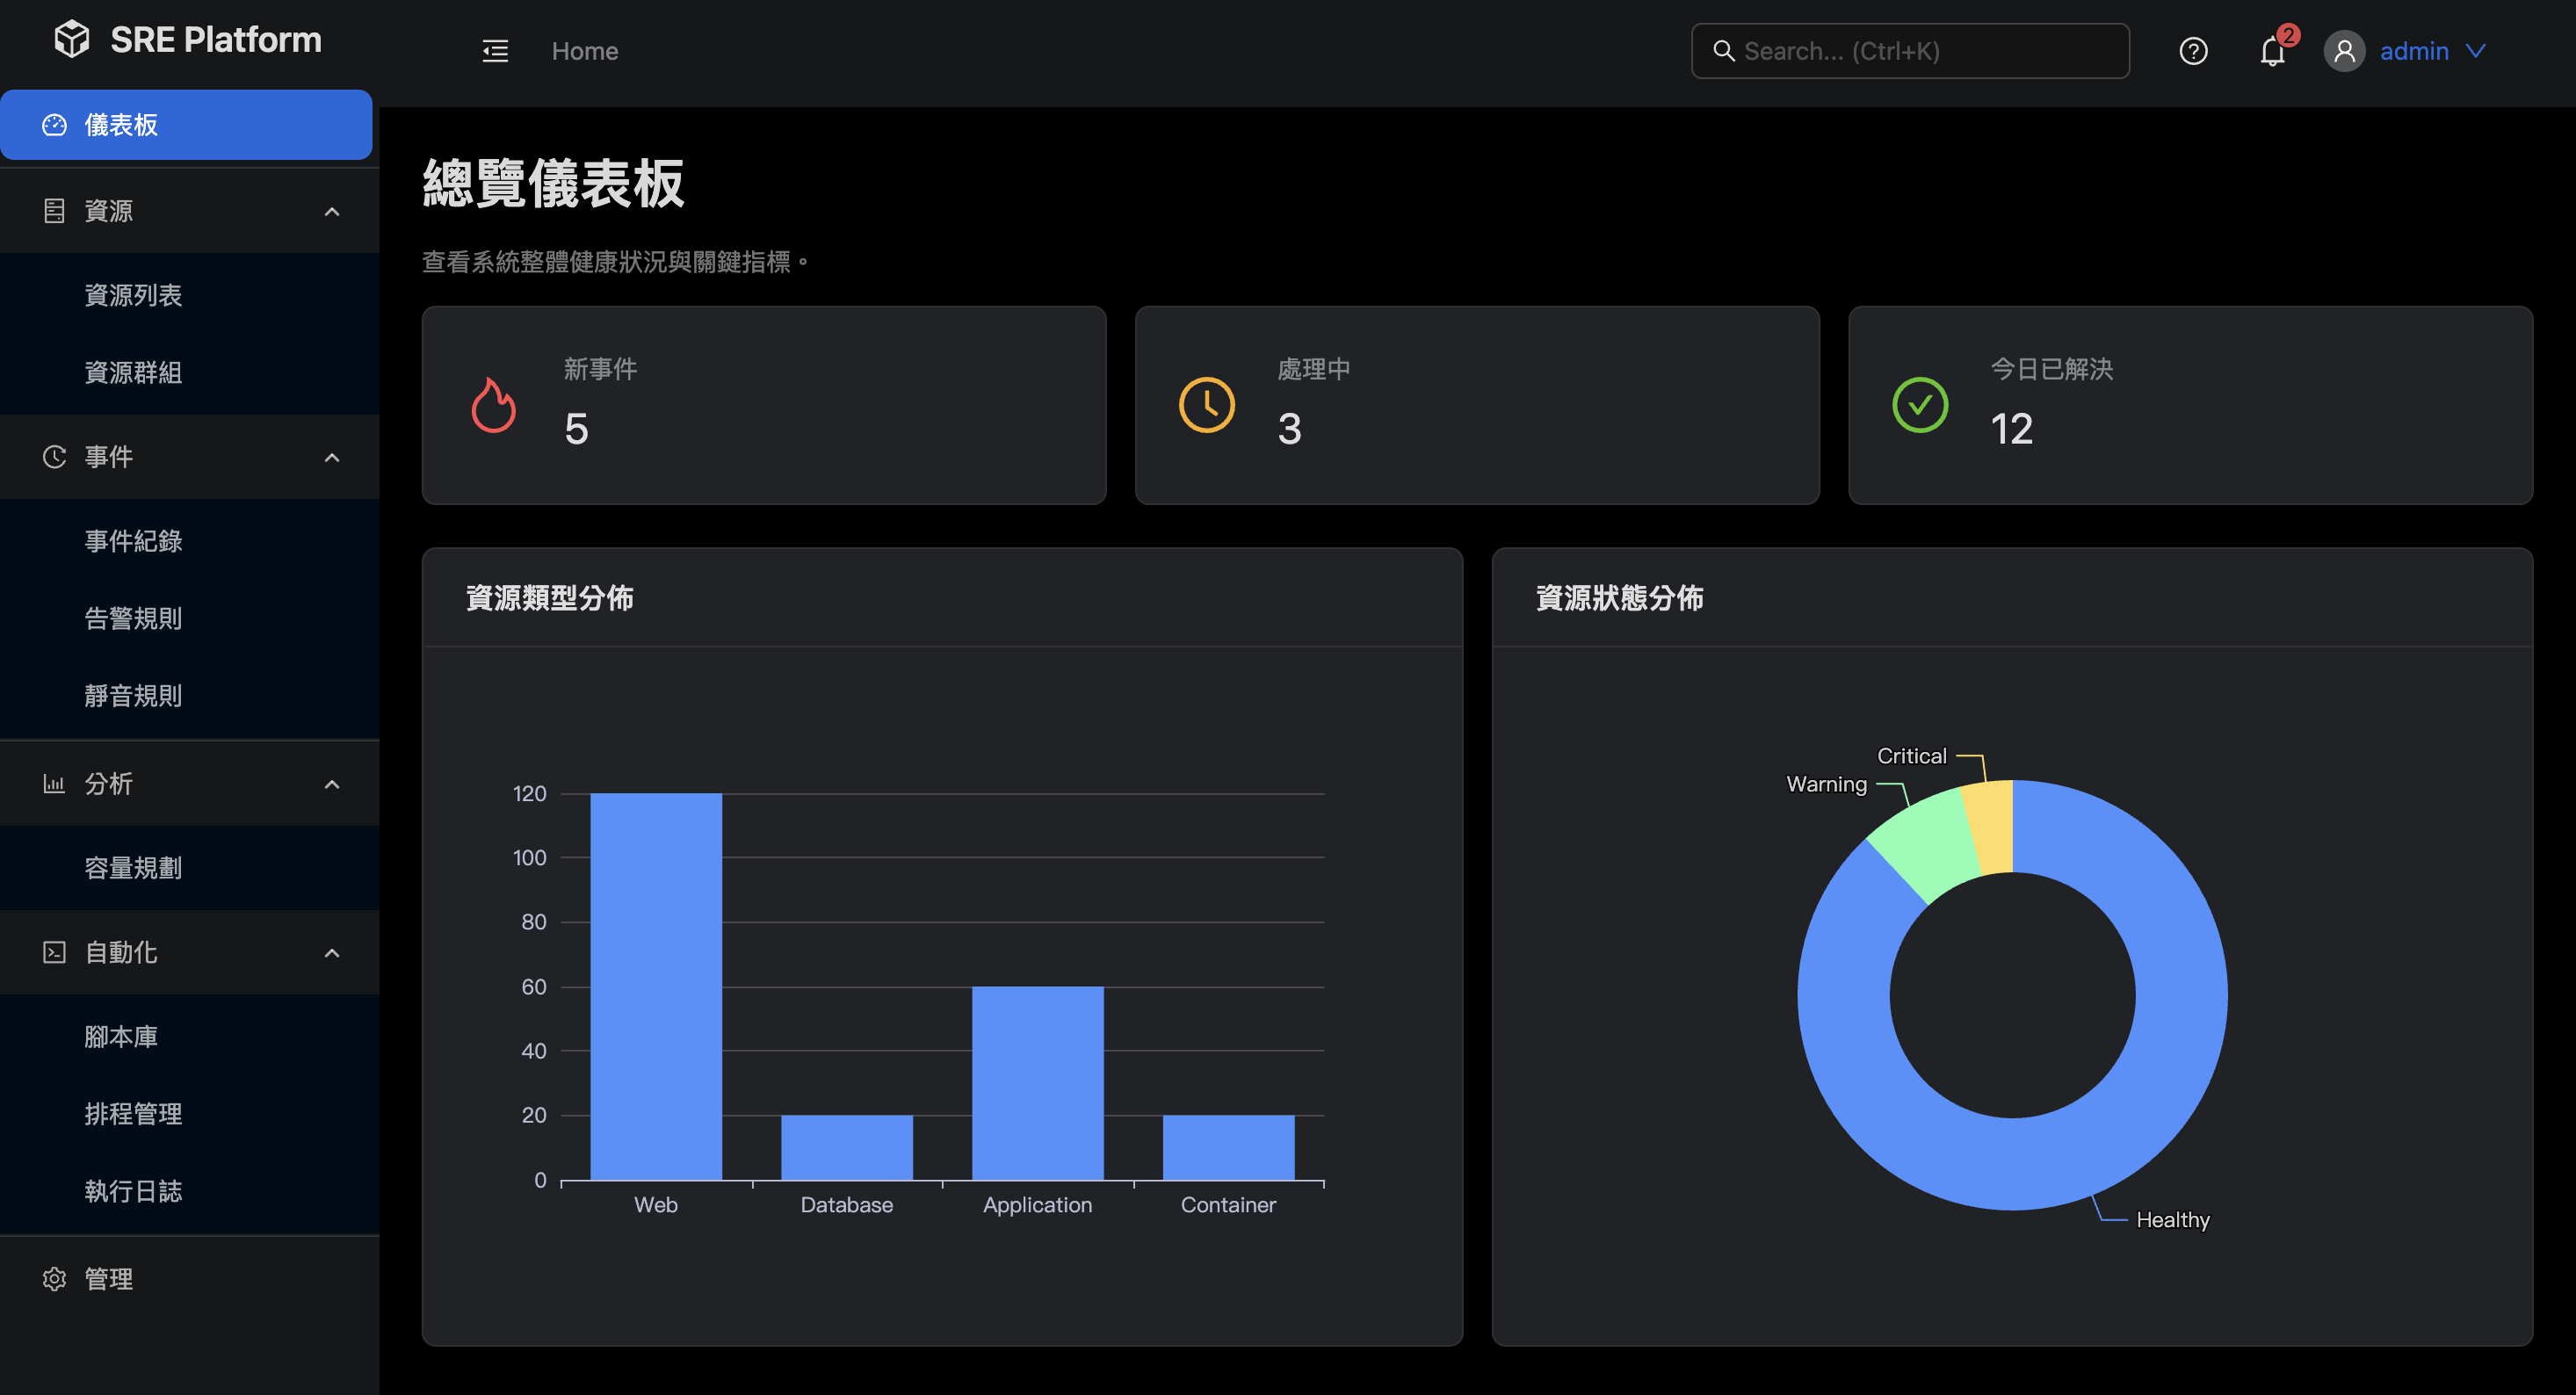 SRE Platform
Home
Search... (Ctrl+K)
2
admin
儀表板
資源
資源列表
資源群組
事件
事件紀錄
告警規則
靜音規則
分析
容量規劃
自動化
腳本庫
排程管理
執行日誌
管理
總覽儀表板
查看系統整體健康狀況與關鍵指標。
新事件
5
處理中
3
今日已解決
12
資源類型分佈
120
100
80
60
40
20
0
Web Database Application Container
資源狀態分佈
Critical
Warning
Healthy